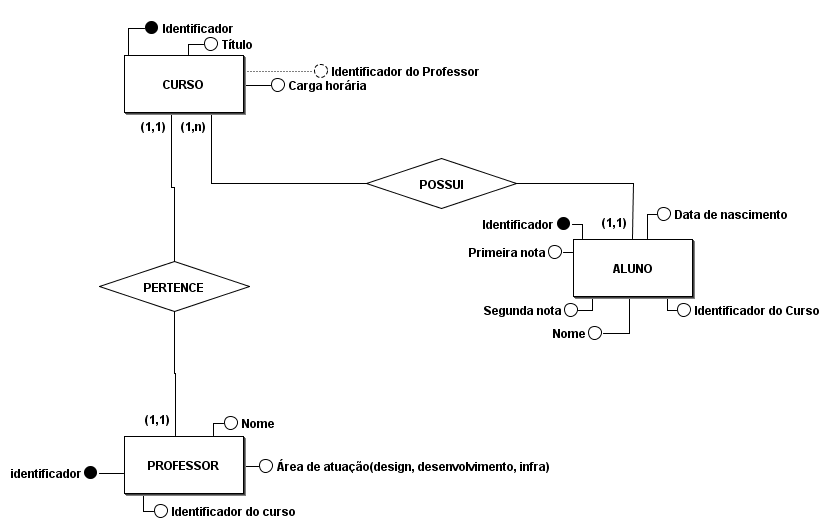 Identificador
Título
Identificador do Professor
CURSO
Carga horária
(1,1)
(1,n)
POSSUI
Data de nascimento
Identificador
(1,1)
Primeira nota
ALUNO
Segunda nota
Identificador do Curso
Nome
PERTENCE
(1,1)
Nome
PROFESSOR
Área de atuação(design, desenvolvimento, infra)
identificador
Identificador do curso